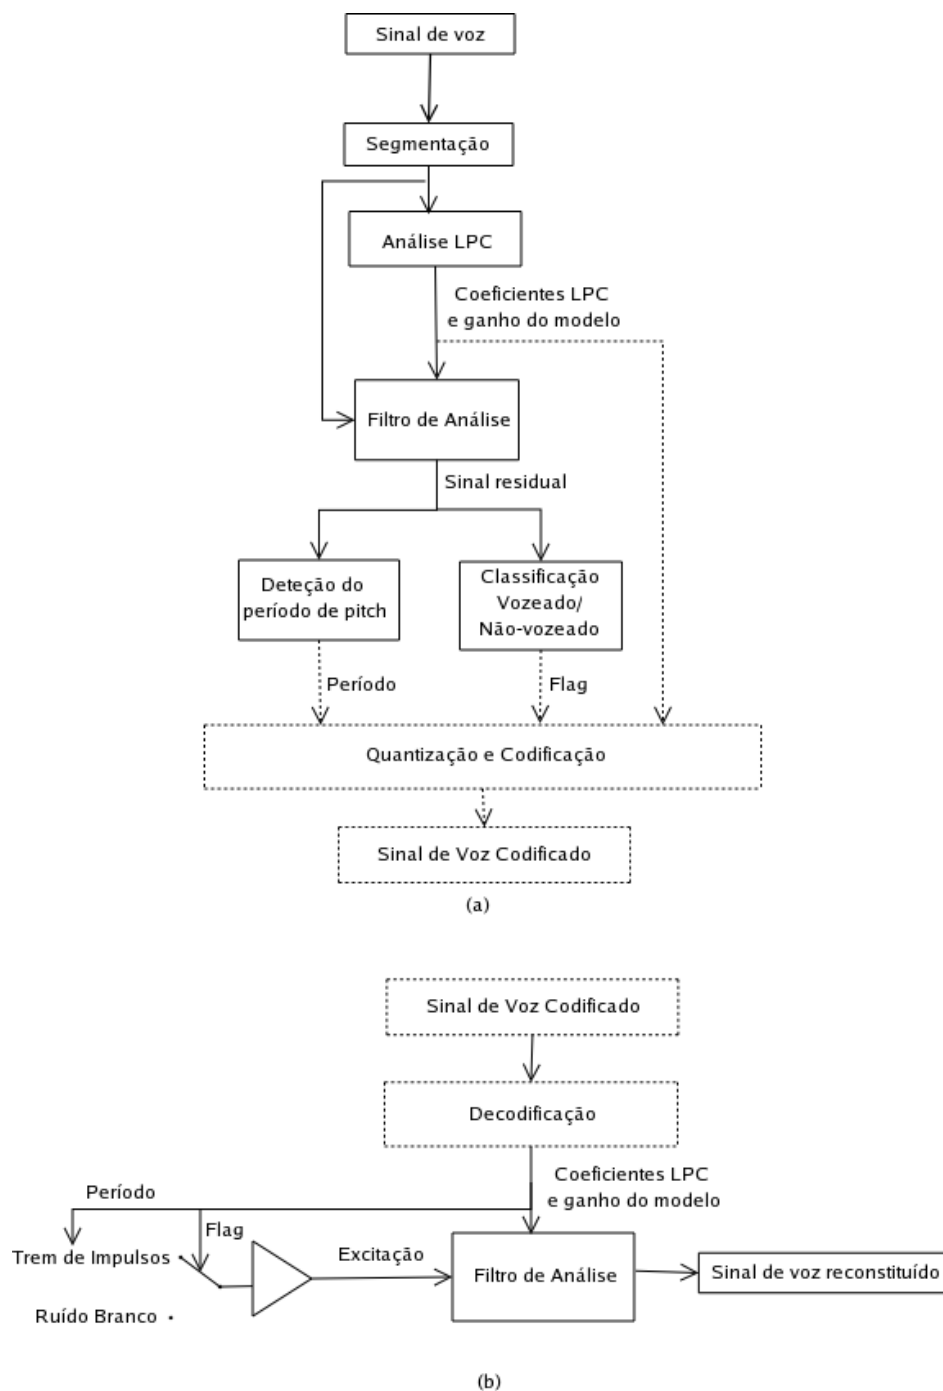 Sinal de voz
Segmentação
Análise LPC
Coeficientes LPC
e ganho do modelo
Filtro de Análise
Sinal residual
Deteção do
período de pitch
Classificação
Vozeado/
Não-vozeado
Período
Flag
Quantização e Codificação
Sinal de Voz Codificado
(a)
Sinal de Voz Codificado
Decodificação
Coeficientes LPC
e ganho do modelo
Período
Flag
Trem de Impulsos
Excitação
Filtro de Análise
Sinal de voz reconstituído
Ruído Branco
(b)